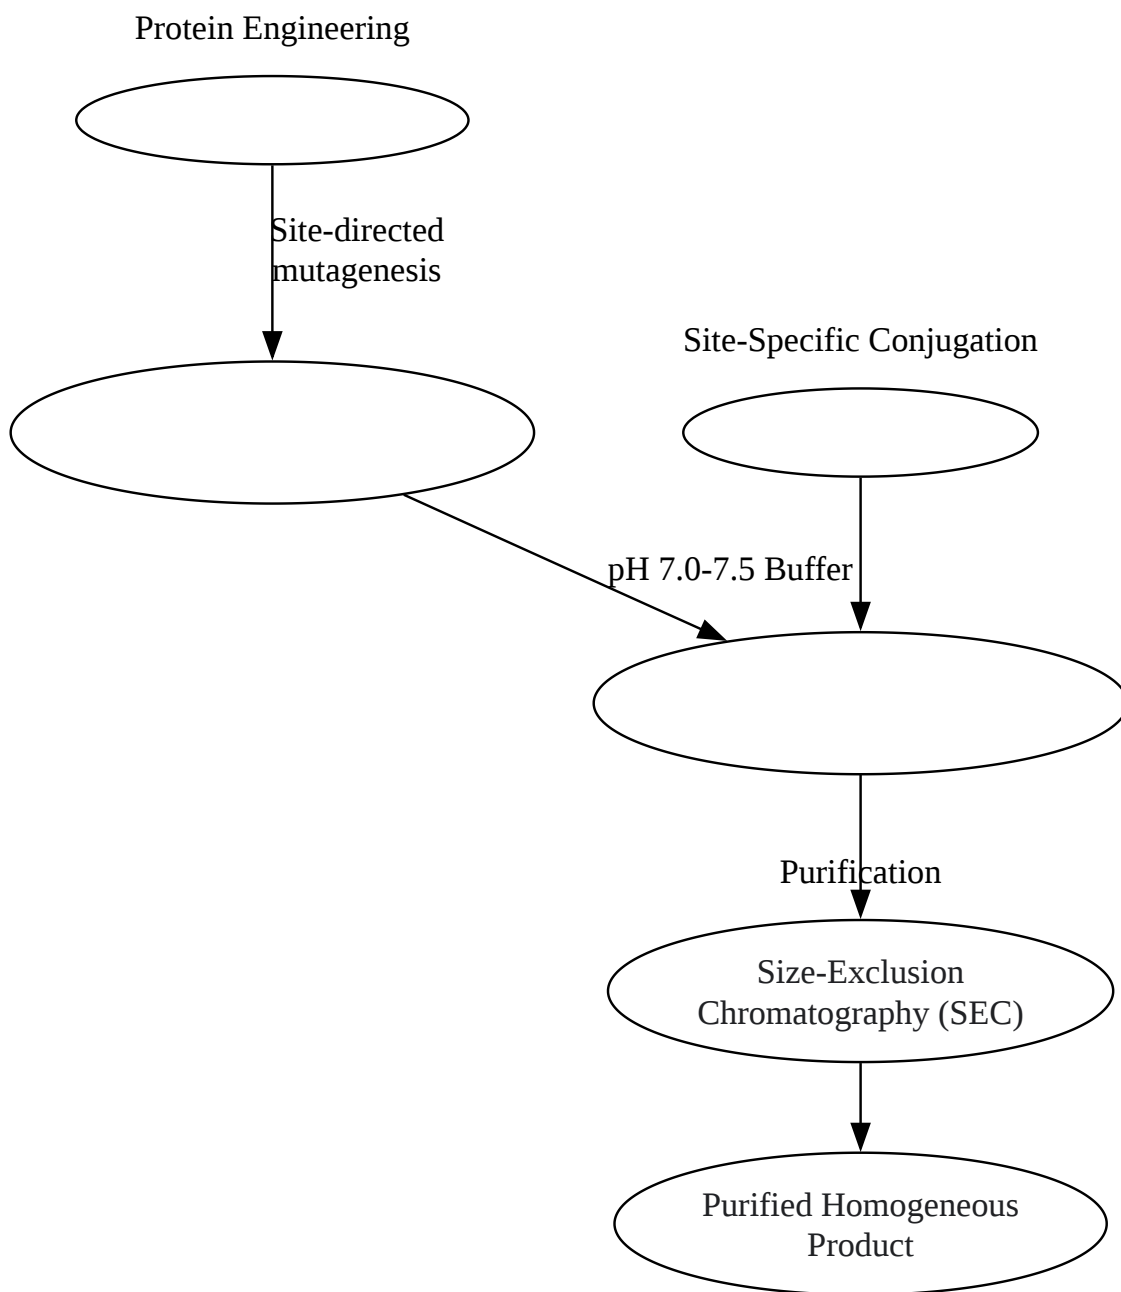 Protein Engineering
Site-directed
mutagenesis
Site-Specific Conjugation
pH 7.0-7.5 Buffer
Purification
Size-Exclusion
Chromatography (SEC)
Purified Homogeneous
Product